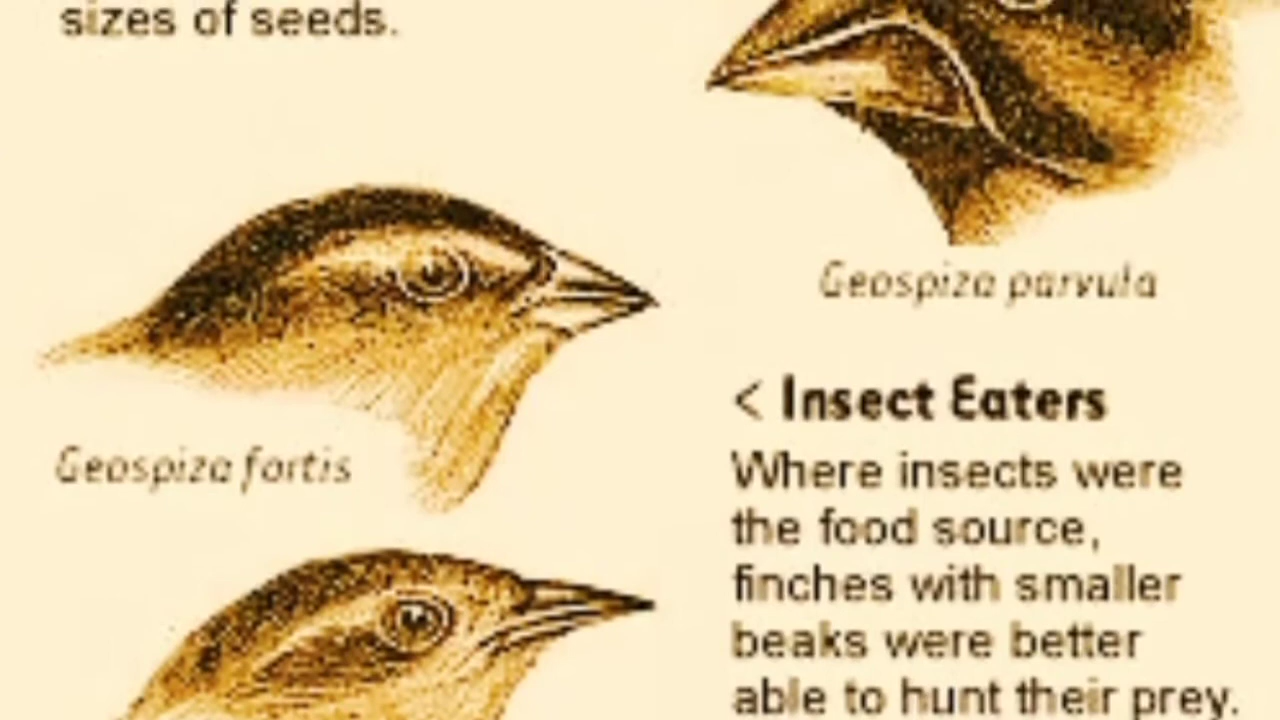 sizes of seeds.
Geospiza parvula
Geospiza fortis
< Insect Eaters
Where insects were
the food source,
finches with smaller
beaks were better
able to hunt their prey.